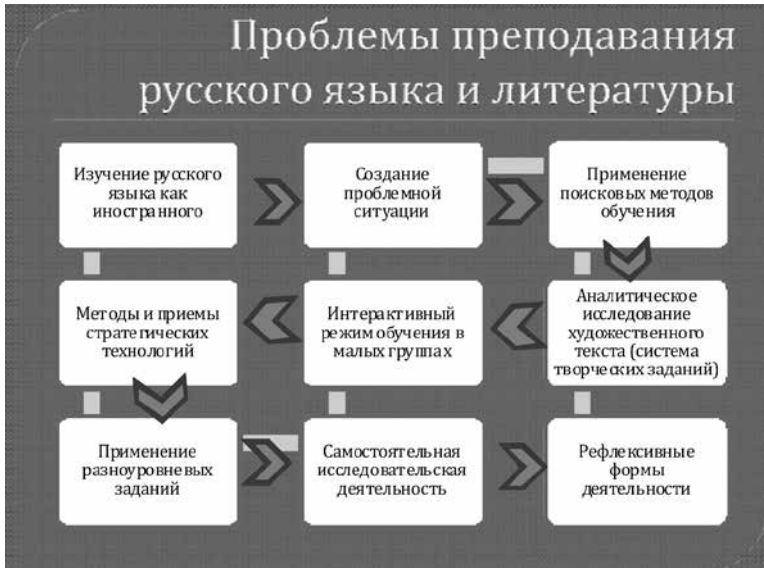 Проблемы преподавания
русского языка и литературы
Изучение русского
языка как
иностранного
Создание
проблемной
ситуации
Применение
поисковых методов
обучения
Аналитическое
исследование
художественного
текста (система
творческих заданий)
Интерактивный
режим обучения в
малых группах
Методы и приемы
стратегических
технологий
Применение
разноуровневых
заданий
Самостоятельная
исследовательская
деятельность
Рефлексивные
формы
деятельности